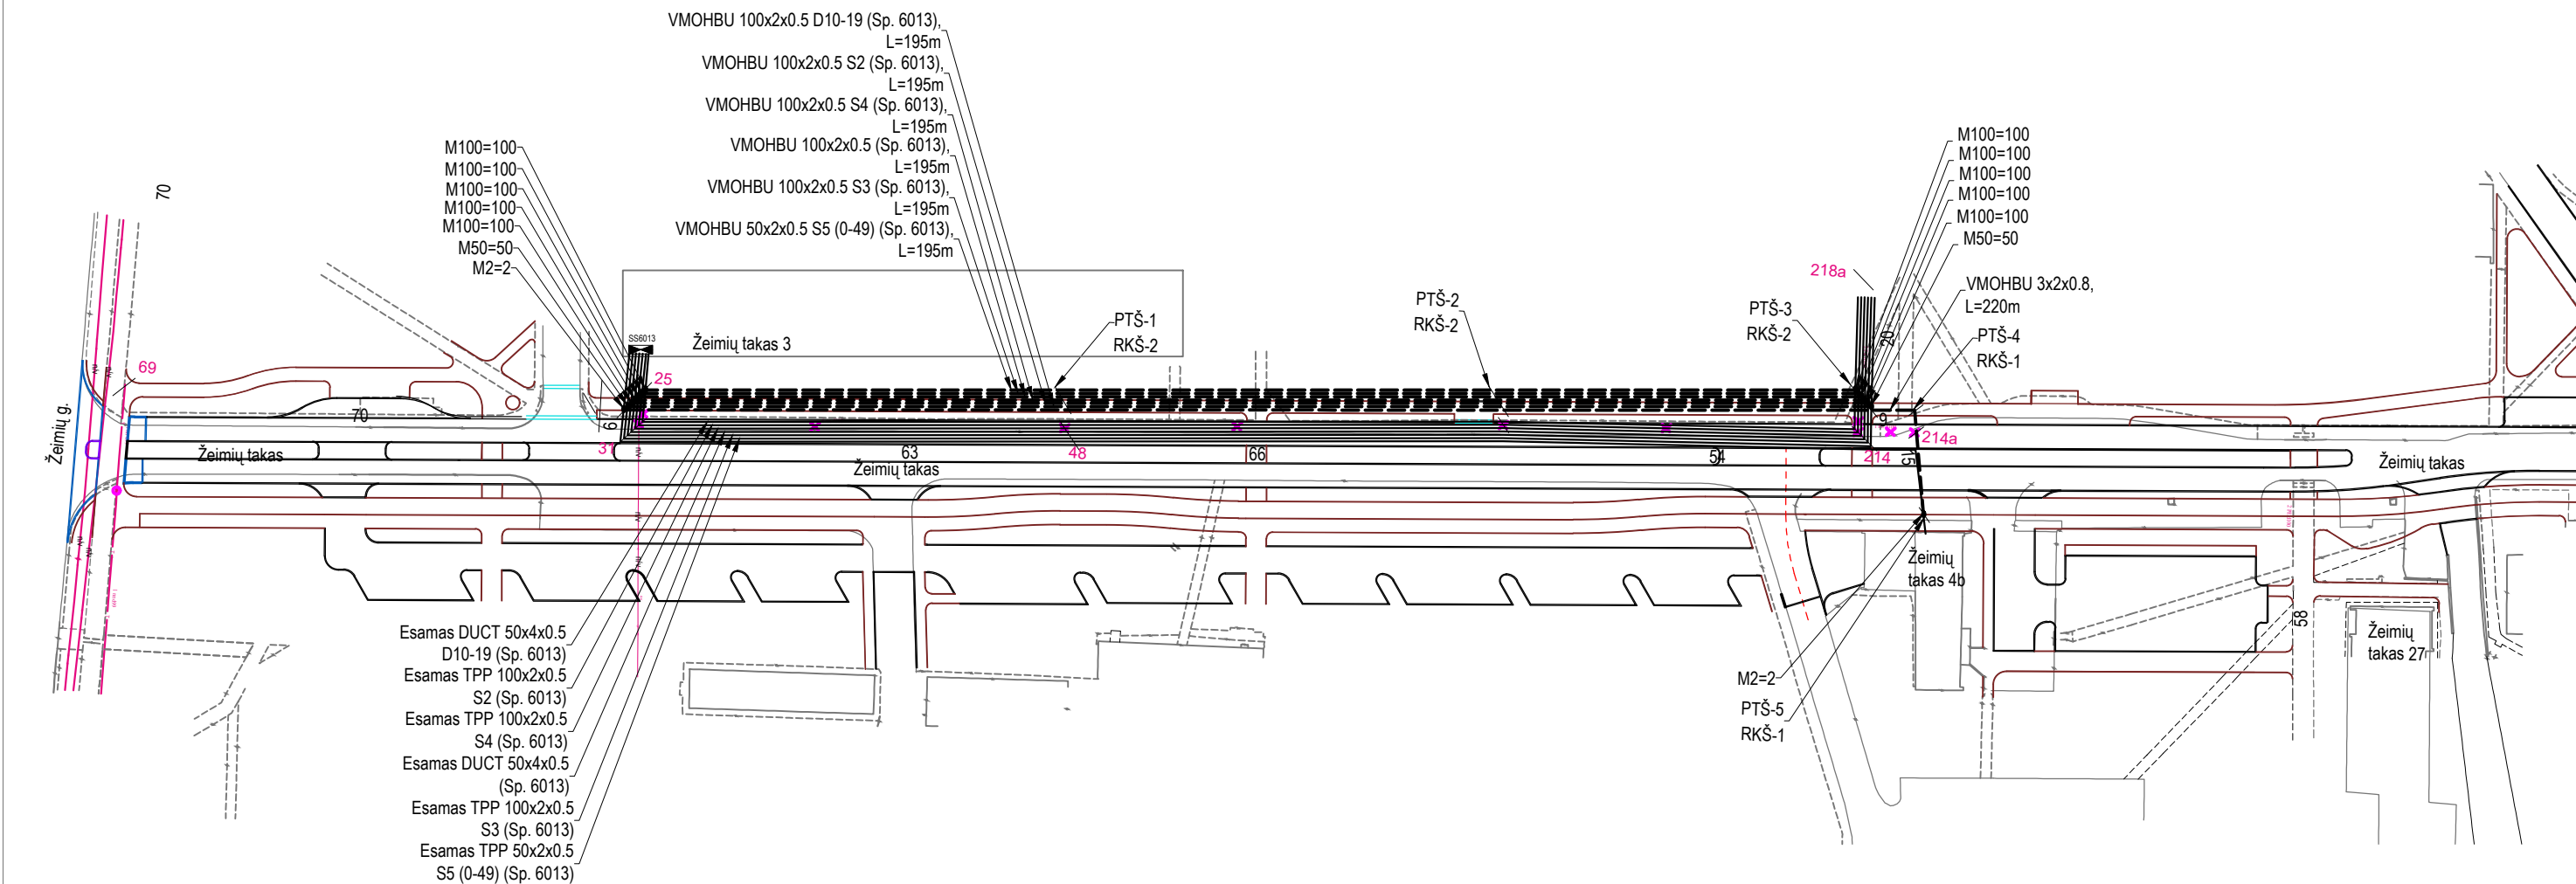 VMOHBU 100x2x0.5 D10-19 (Sp. 6013),
L=195m
VMOHBU 100x2x0.5 S2 (Sp. 6013),
L=195m
VMOHBU 100x2x0.5 S4 (Sp. 6013),
L=195m
VMOHBU 100x2x0.5 (Sp. 6013),
L=195m
VMOHBU 100x2x0.5 S3 (Sp. 6013),
L=195m
VMOHBU 50x2x0.5 S5 (0-49) (Sp. 6013),
L=195m
M100=100
M100=100
M100=100
M100=100
M100=100
M50=50
M2=2
M100=100
M100=100
M100=100
M100=100
M100=100
M50=50
VMOHBU 3x2x0.8,
L=220m
218a
70
PTŠ-1
RKŠ-2
PTŠ-2
RKŠ-2
PTŠ-3
RKŠ-2
PTŠ-4
RKŠ-1
20
SS6013
Žeimių takas 3
69
25
70
6
9
Žeimių g.
Žeimių takas
31
63
Žeimių takas
48
66
54
214
214a
15
Žeimių takas
Žeimių
takas 4b
58
Žeimių
takas 27
M2=2
PTŠ-5
RKŠ-1
Esamas DUCT 50x4x0.5
D10-19 (Sp. 6013)
Esamas TPP 100x2x0.5
S2 (Sp. 6013)
Esamas TPP 100x2x0.5
S4 (Sp. 6013)
Esamas DUCT 50x4x0.5
(Sp. 6013)
Esamas TPP 100x2x0.5
S3 (Sp. 6013)
Esamas TPP 50x2x0.5
S5 (0-49) (Sp. 6013)